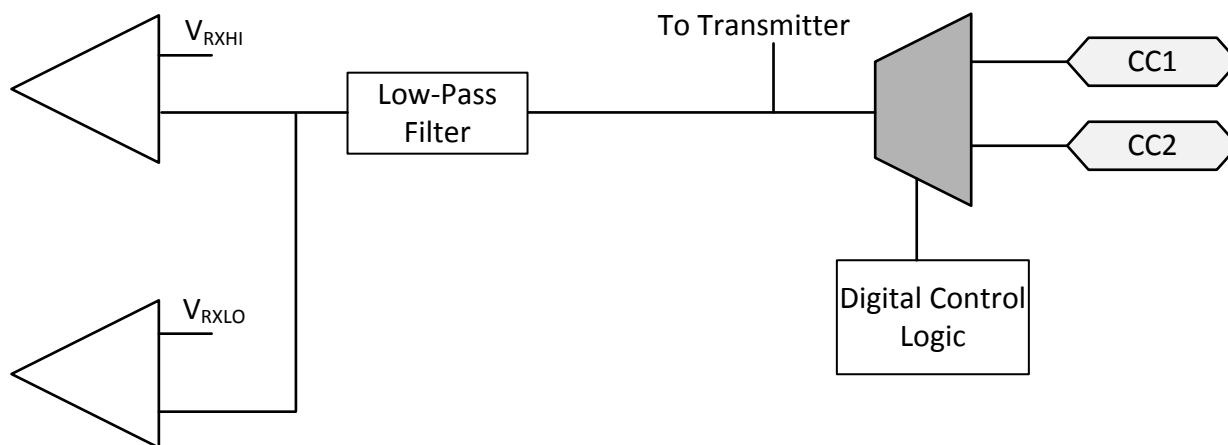 V_RXHI
To Transmitter
CC1
Low-Pass
Filter
CC2
V_RXLO
Digital Control
Logic